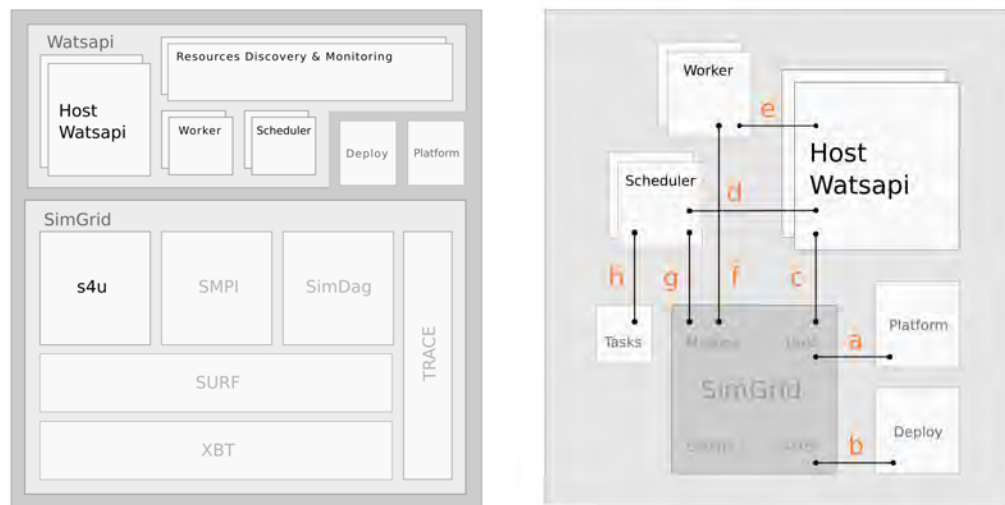 Watsapi
Resources Discovery & Monitoring
Host
Watsapi
Worker
Scheduler
Deploy
Platform
SimGrid
s4u
SMPI
SimDag
TRACE
SURF
XBT
Worker
e
Host
Watsapi
Scheduler
d
h
g
f
c
Platform
Tasks
a
SimGrid
Deploy
b